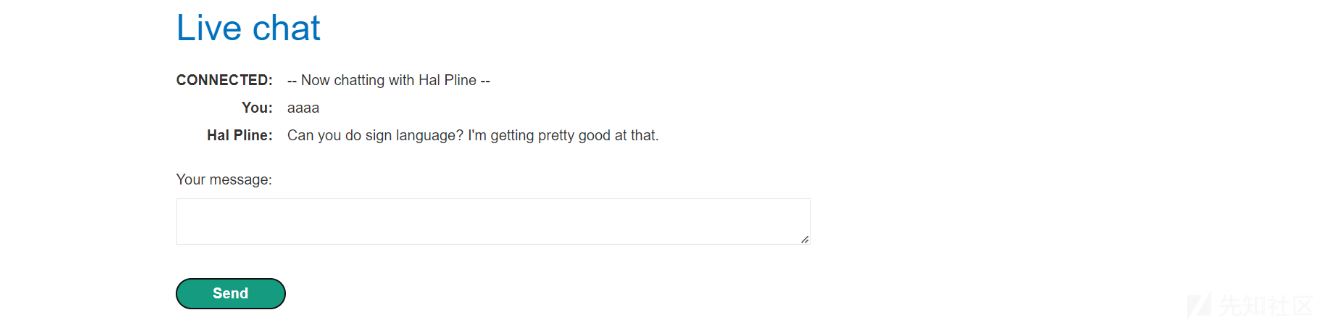 Live chat
CONNECTED: -- Now chatting with Hal Pline --
You: aaaa
Hal Pline: Can you do sign language? I'm getting pretty good at that.
Your message:
Send
先知社区